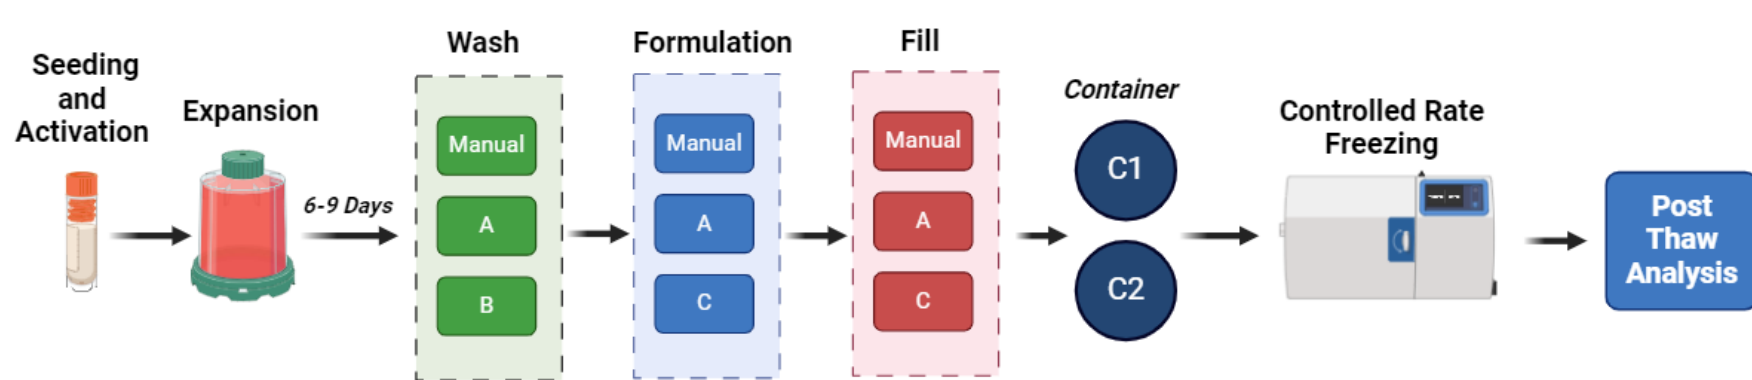 Seeding
and
Activation
Expansion
6-9 Days
Wash
Manual
A
B
Formulation
Manual
A
C
Fill
Manual
A
C
Container
C1
C2
Controlled Rate
Freezing
Post
Thaw
Analysis